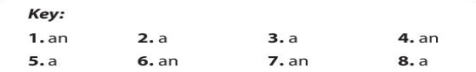 Key:
1. an 2. a 3. a 4. an
5. a 6. an 7. an 8. a